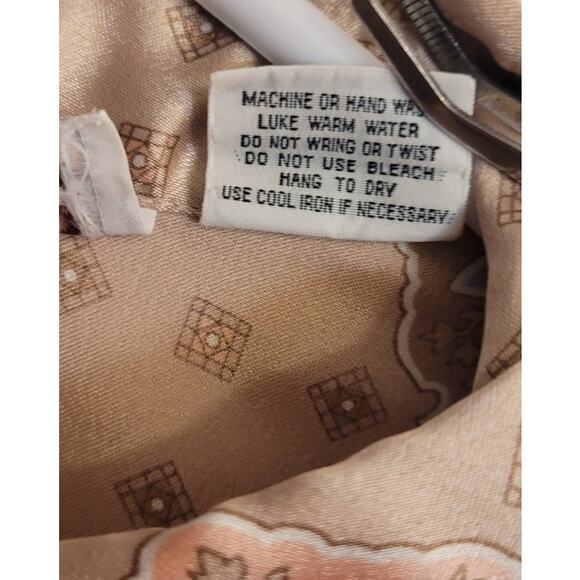 MACHINE OR HAND WAS
LUKE WARM WATER
DO NOT WRING OR TWIST
DO NOT USE BLEACH
HANG TO DRY
USE COOL IRON IF NECESSARY